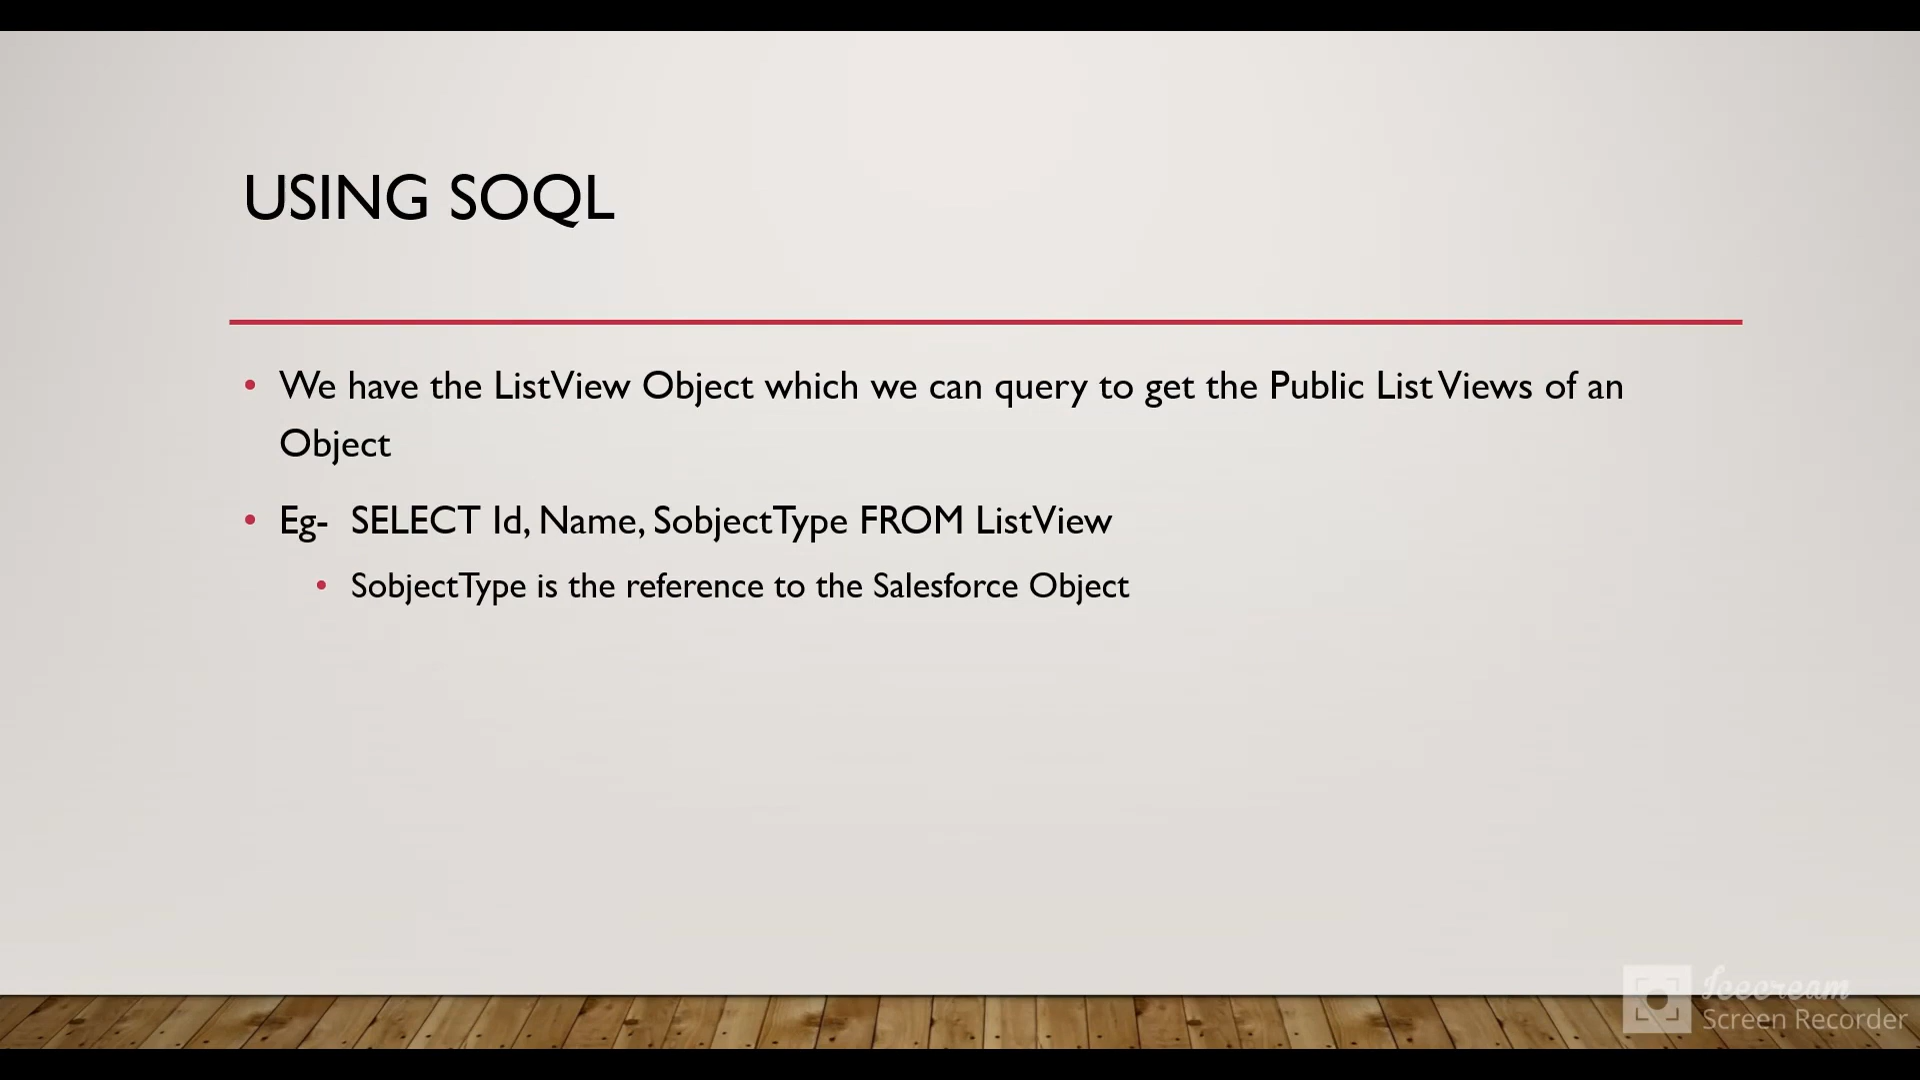 USING SOQL
• We have the ListView Object which we can query to get the Public List Views of an
Object
• Eg- SELECT Id, Name, SobjectType FROM ListView
• SobjectType is the reference to the Salesforce Object
Icecream
Screen Recorder